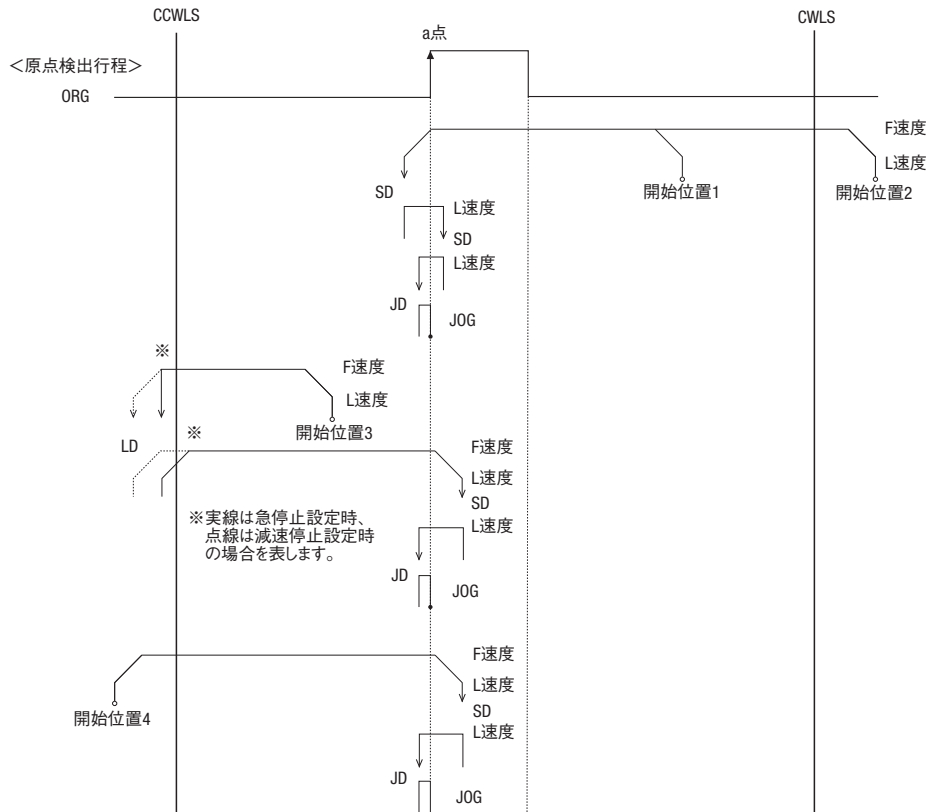 CCWLS
CWLS
a点
＜原点検出行程＞
ORG
F速度
L速度
SD
開始位置1
開始位置2
L速度
SD
L速度
JD
JOG
※
F速度
L速度
開始位置3
LD
※
F速度
L速度
SD
※実線は急停止設定時、
点線は減速停止設定時
の場合を表します。
L速度
JD
JOG
F速度
L速度
SD
開始位置4
L速度
JD
JOG